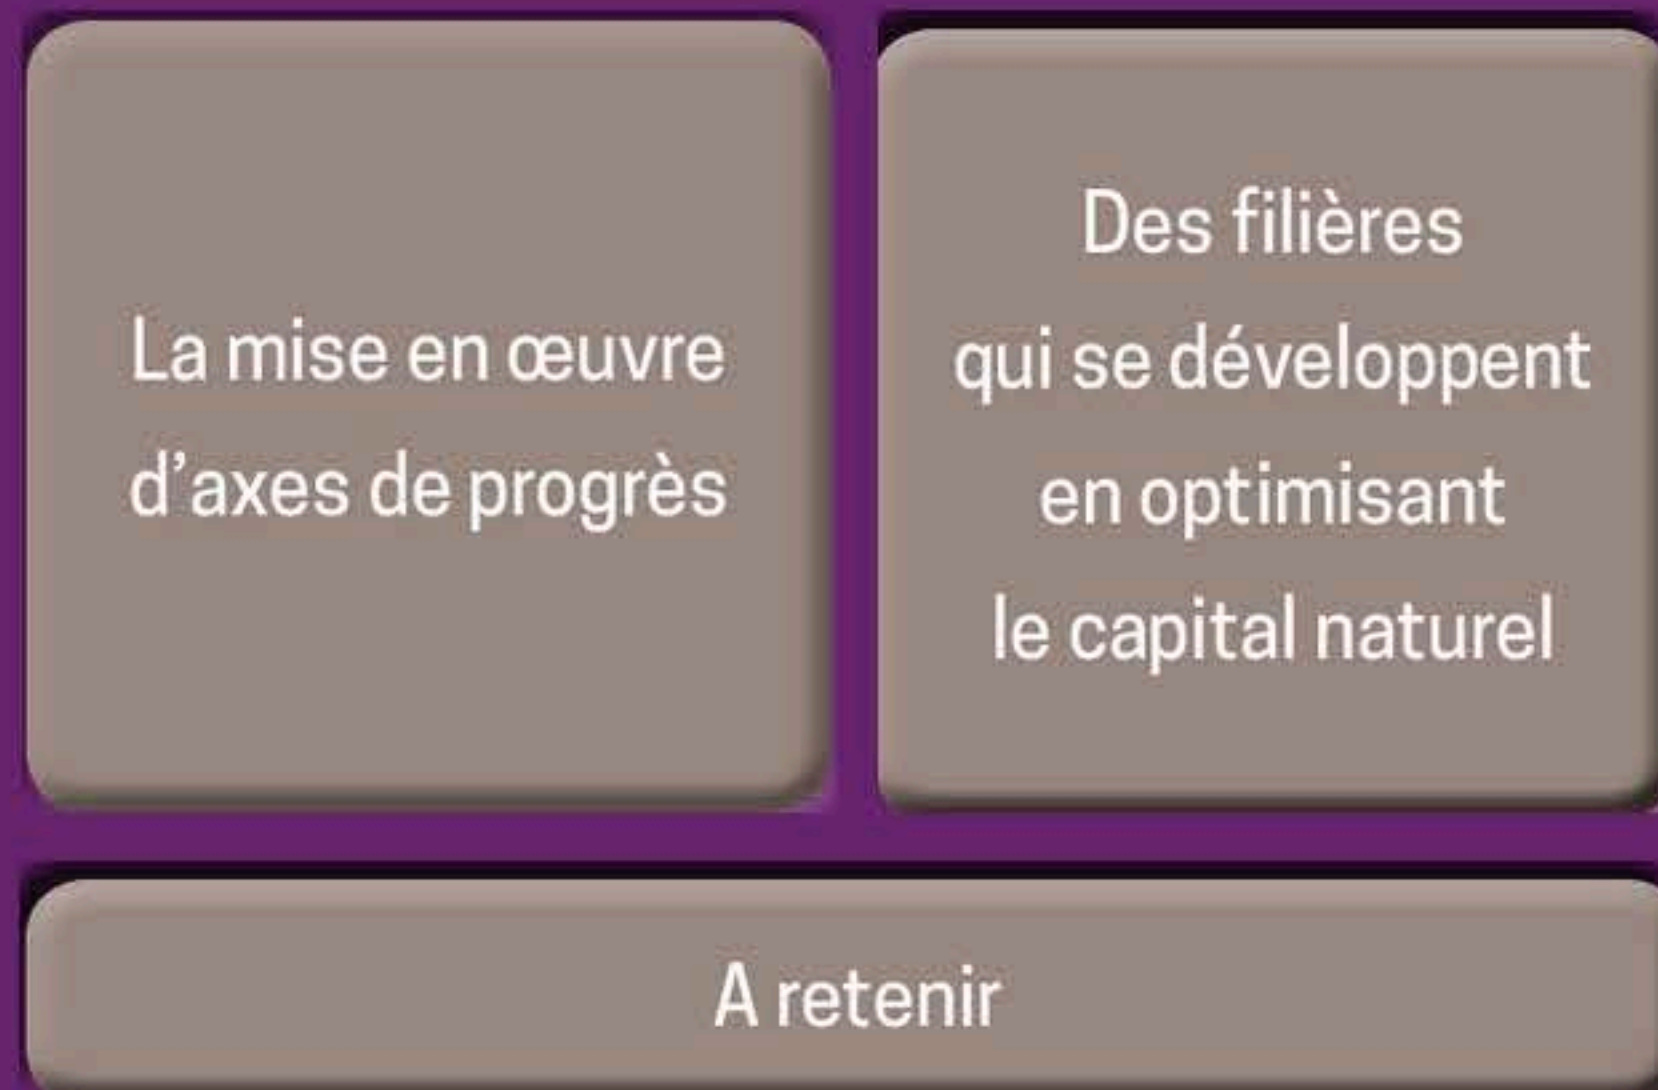 La mise en œuvre
d’axes de progrès
Des filières
qui se développent
en optimisant
le capital naturel
A retenir